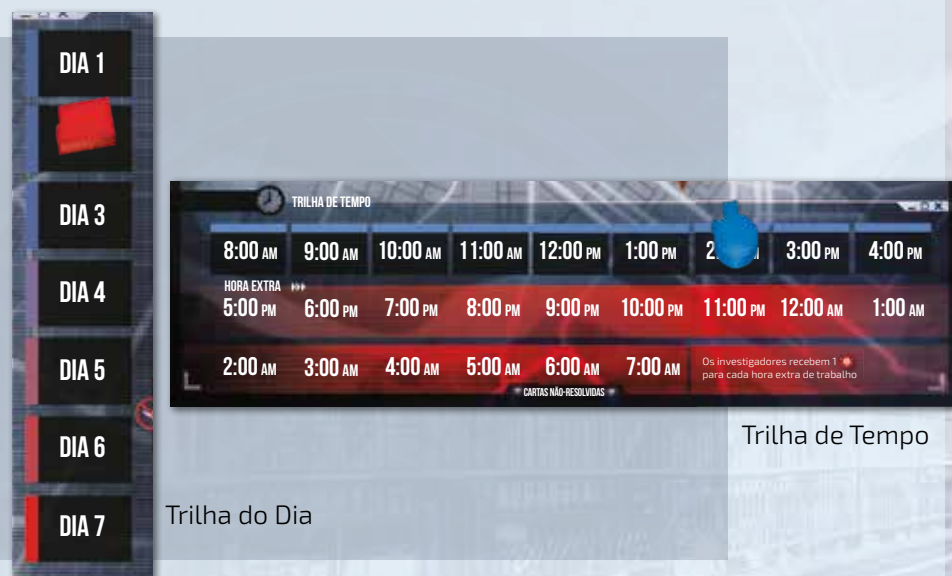 DIA 1
DIA 3
DIA 4
DIA 5
DIA 6
DIA 7
Trilha do Dia
TRILHA DE TEMPO
8:00 AM 9:00 AM 10:00 AM 11:00 AM 12:00 PM 1:00 PM 3:00 PM 4:00 PM
HORA EXTRA
5:00 PM 6:00 PM 7:00 PM 8:00 PM 9:00 PM 10:00 PM 11:00 PM 12:00 AM 1:00 AM
2:00 AM 3:00 AM 4:00 AM 5:00 AM 6:00 AM 7:00 AM
Os investigadores recebem 1
para cada hora extra de trabalho
CARTAS NÃO-RESOLVIDAS
Trilha de Tempo